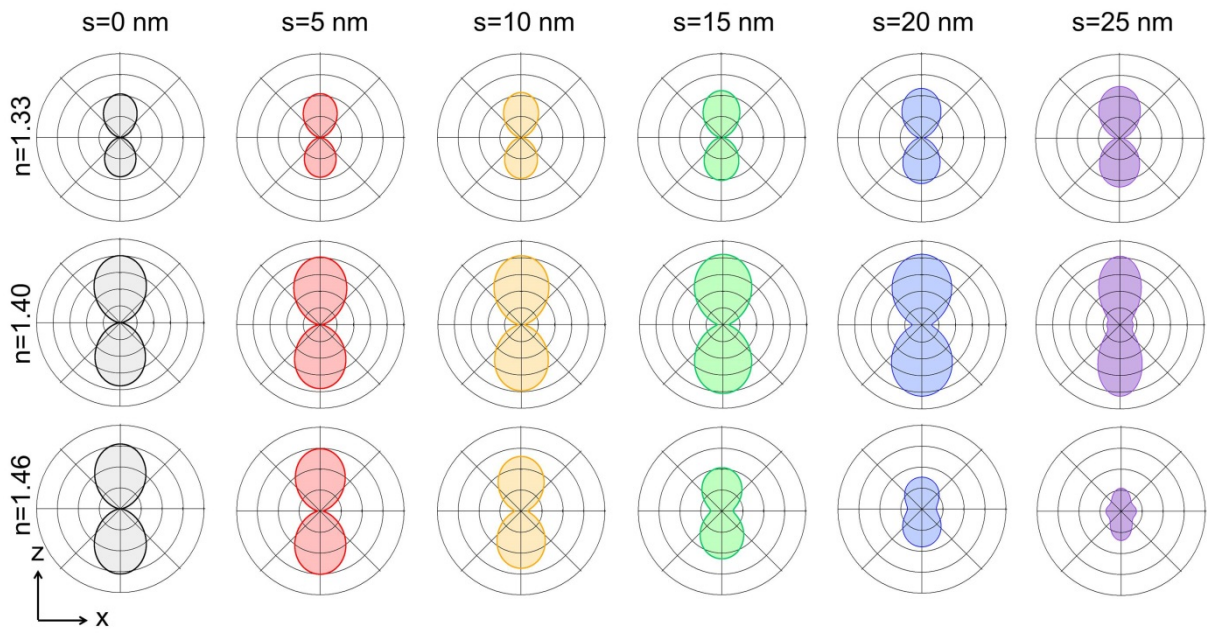 s=0 nm s=5 nm s=10 nm s=15 nm s=20 nm s=25 nm
n=1.33
n=1.40
n=1.46
z
x